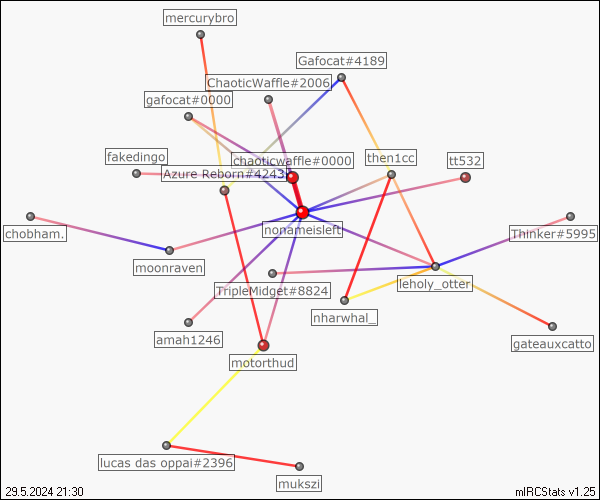 mercurybro
Gafocat#4189
ChaoticWaffle#2006
gafocat#0000
fakedingo
chaoticwaffle#0000
then1cc
tt532
Azure Reborn#4243
nonameisleft
chobham.
Thinker#5995
moonraven
leholy_otter
TripleMidget#8824
nharwhal_
amah1246
gateauxcatto
motorthud
lucas das oppai#2396
mukszi
29.5.2024 21:30
mIRCStats v1.25